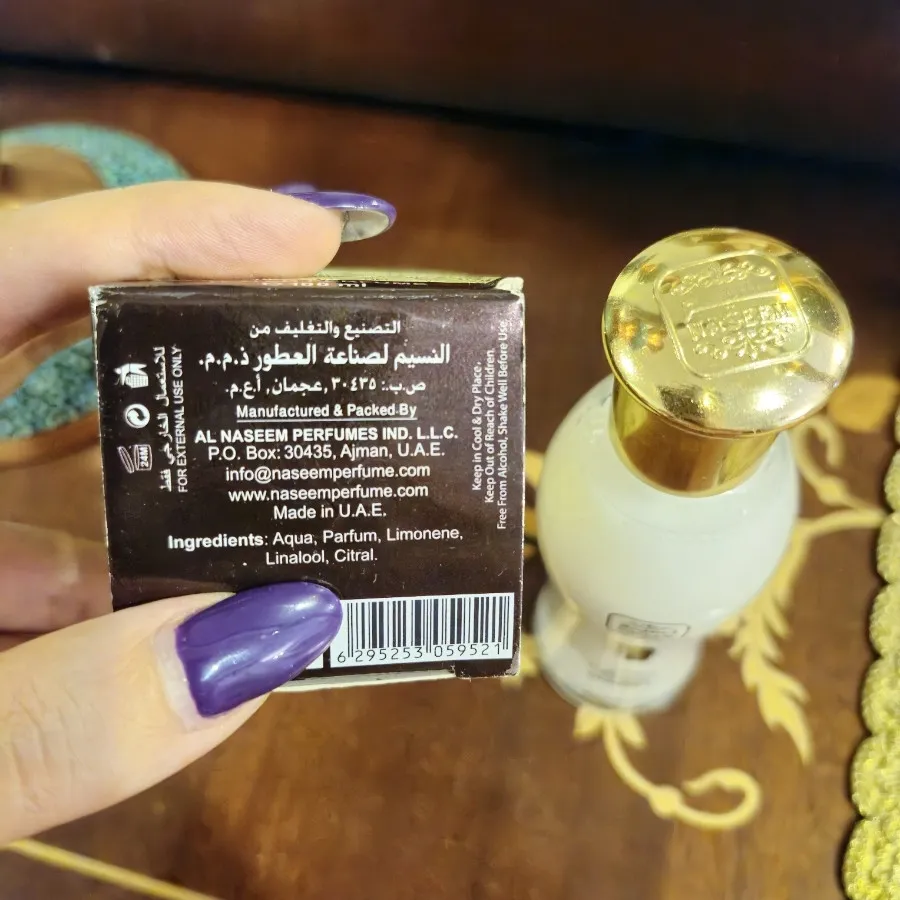 التصنيع والتغليف من
النسيم لصناعة العطور ذ.م.م.
ص.ب: ٣٠٤٣٥, عجمان, أ.ع.م.
Manufactured & Packed By
AL NASEEM PERFUMES IND. L.L.C.
P.O. Box: 30435, Ajman, U.A.E.
info@naseemperfume.com
www.naseemperfume.com
Made in U.A.E.
Ingredients: Aqua, Parfum, Limonene,
Linalool, Citral.
للاستعمال الخارجي فقط
FOR EXTERNAL USE ONLY
24M
Keep in Cool & Dry Place.
Keep Out of Reach of Children.
Free From Alcohol, Shake Well Before Use.
6 295253 059521
NASEEM